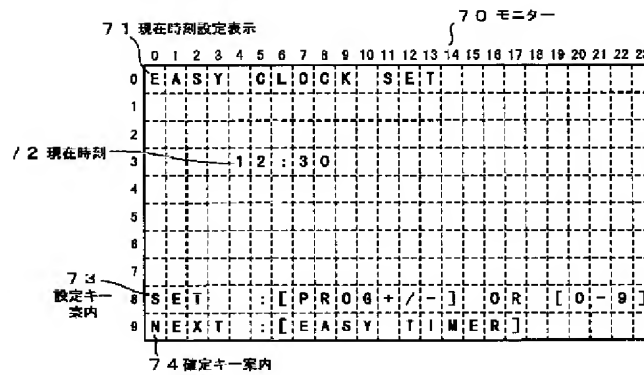 71 現在時刻設定表示
70 モニター
0 1 2 3 4 5 6 7 8 9 10 11 12 13 14 15 16 17 18 19 20 21 22 23
0 EASY CLOCK SET
1
2
72 現在時刻
3 12:30
4
5
6
7
73
設定キー
案内
8 SET :[PROG+/-] OR [0-9]
9 NEXT :[EASY TIMER]
74 確定キー案内